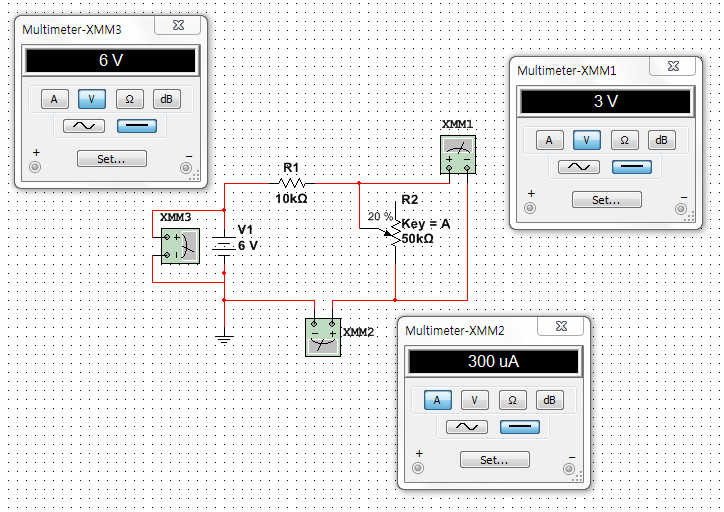 Multimeter-XMM3
6 V
A V Ω dB
+ Set... −
Multimeter-XMM1
3 V
A V Ω dB
+ Set... −
XMM1
+ −
R1
10kΩ
R2
20 %
Key = A
50kΩ
XMM3
+
V1
6 V
XMM2
− +
Multimeter-XMM2
300 uA
A V Ω dB
+ Set... −